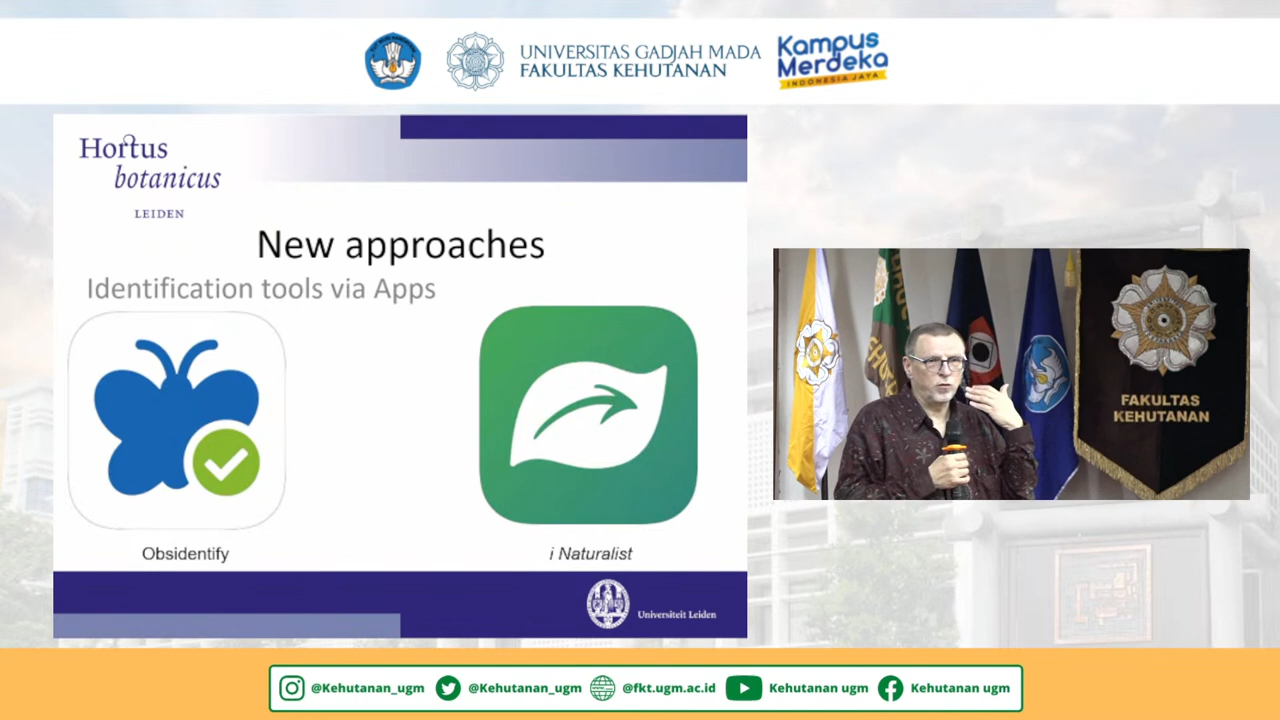 UNIVERSITAS GADJAH MADA
FAKULTAS KEHUTANAN
Kampus
Merdeka
INDONESIA JAYA
Hortus
botanicus
LEIDEN
New approaches
Identification tools via Apps
Obsidentify
i Naturalist
Universiteit Leiden
FAKULTAS
KEHUTANAN
@Kehutanan_ugm
@Kehutanan_ugm
@fkt.ugm.ac.id
Kehutanan ugm
Kehutanan ugm